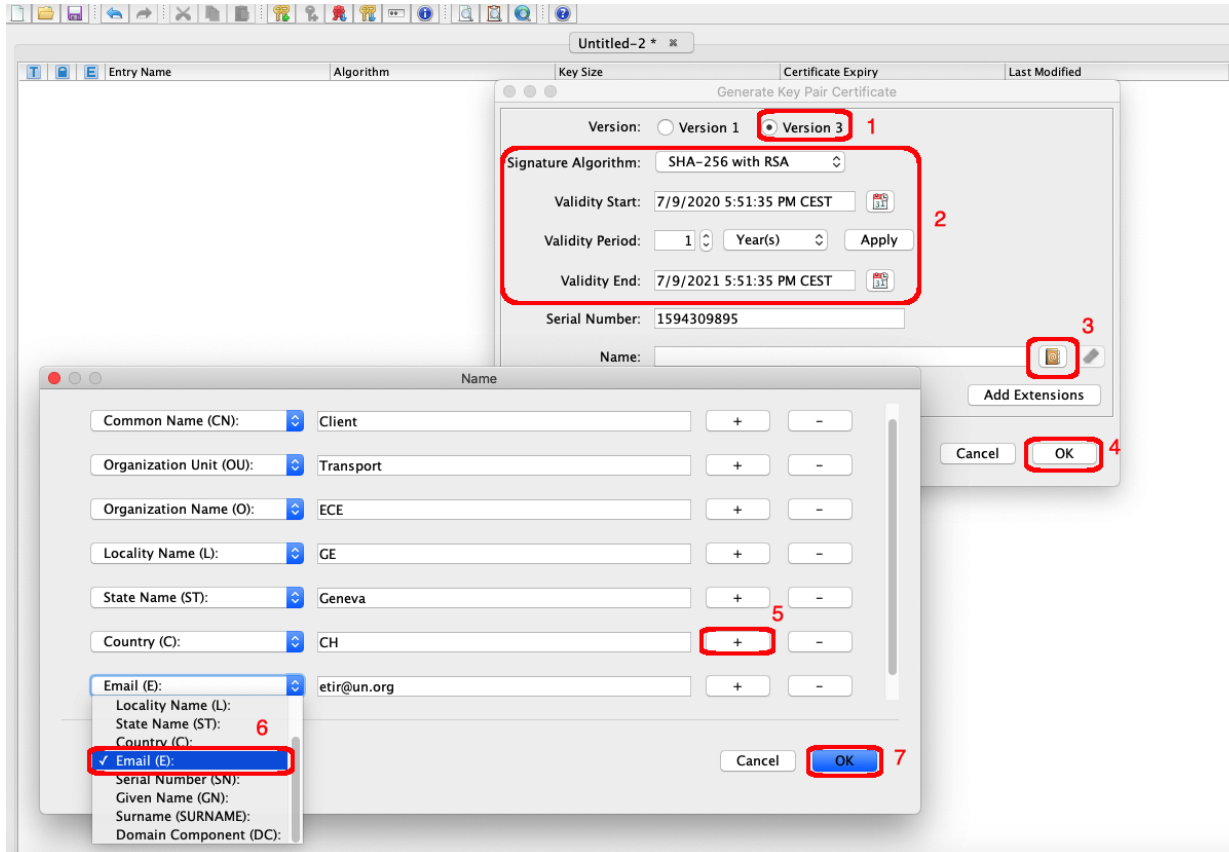 Untitled-2 *
T E Entry Name Algorithm Key Size Certificate Expiry Last Modified
Generate Key Pair Certificate
Version: Version 1 Version 3 1
Signature Algorithm: SHA-256 with RSA
Validity Start: 7/9/2020 5:51:35 PM CEST
2
Validity Period: 1 Year(s) Apply
Validity End: 7/9/2021 5:51:35 PM CEST
Serial Number: 1594309895
3
Name:
Add Extensions
Cancel OK 4
Name
Common Name (CN): Client + -
Organization Unit (OU): Transport + -
Organization Name (O): ECE + -
Locality Name (L): GE + -
State Name (ST): Geneva + -
5
Country (C): CH + -
Email (E): etir@un.org + -
Locality Name (L):
State Name (ST):
6
Country (C):
✓ Email (E):
Serial Number (SN):
Given Name (GN):
Surname (SURNAME):
Domain Component (DC):
Cancel OK 7